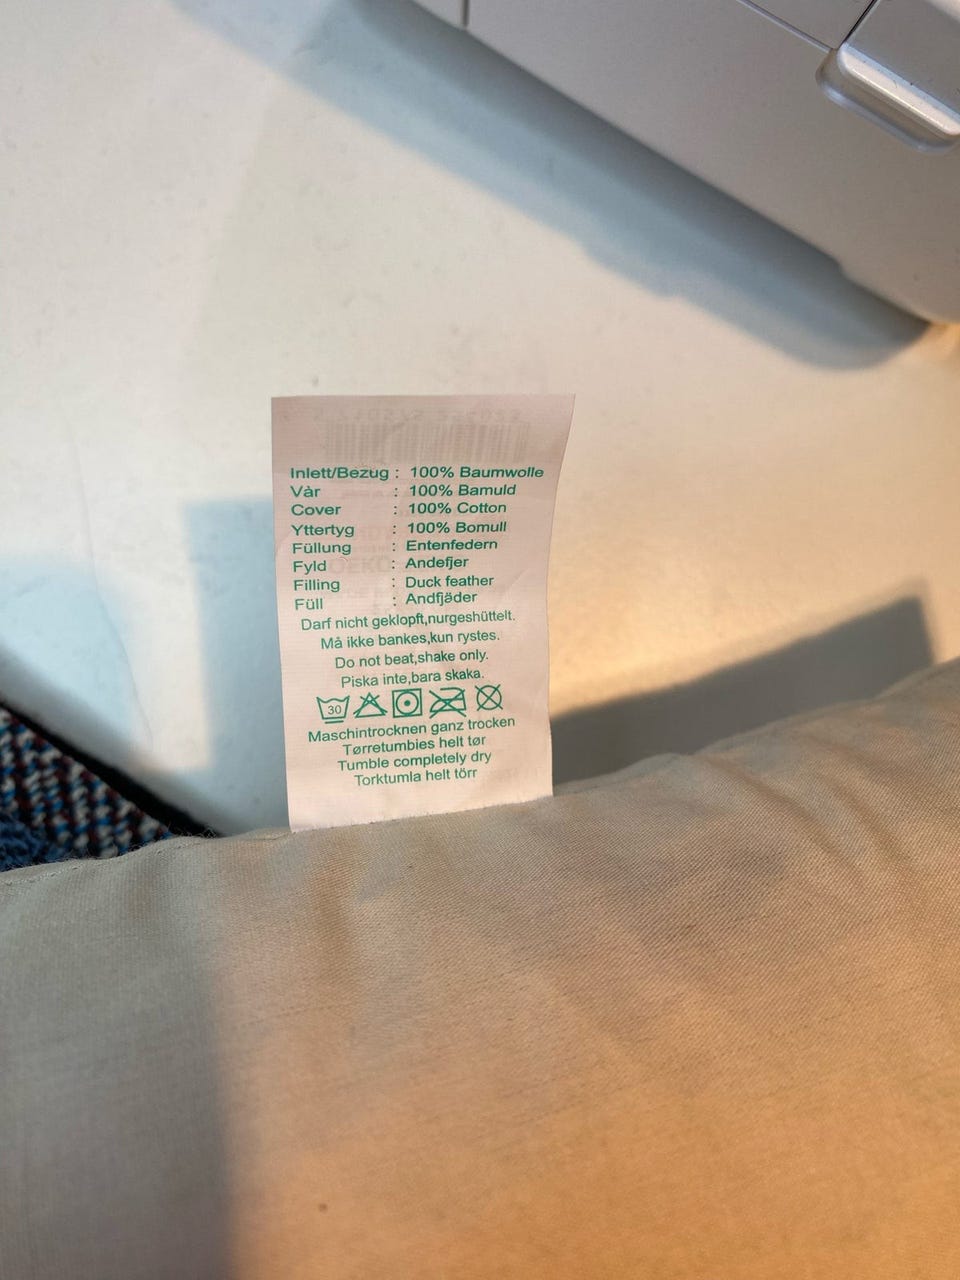 Inlett/Bezug : 100% Baumwolle
Vàr : 100% Bamuld
Cover : 100% Cotton
Yttertyg : 100% Bomull
Füllung : Entenfedern
Fyld : Andefjer
Filling : Duck feather
Füll : Andfjäder
Darf nicht geklopft,nurgeshüttelt.
Må ikke bankes,kun rystes.
Do not beat,shake only.
Piska inte,bara skaka.
30
Maschintrocknen ganz trocken
Tørretumbies helt tør
Tumble completely dry
Torktumla helt törr